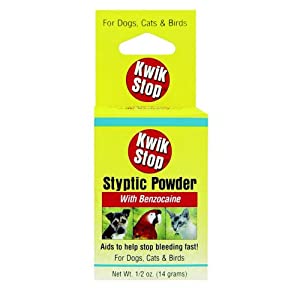 For Dogs, Cats & Birds
Kwik
Stop
Kwik
Stop
Styptic Powder
With Benzocaine
Aids to help stop bleeding fast!
For Dogs, Cats & Birds
Net Wt. 1/2 oz. (14 grams)